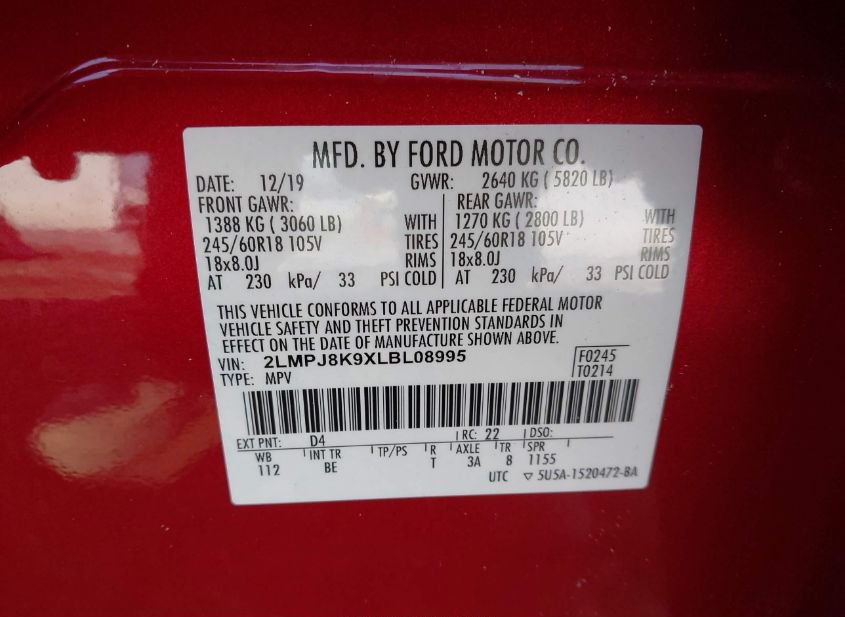 MFD. BY FORD MOTOR CO.
DATE: 12/19 GVWR: 2640 KG ( 5820 LB)
FRONT GAWR: REAR GAWR:
1388 KG ( 3060 LB) WITH 1270 KG ( 2800 LB) WITH
245/60R18 105V TIRES 245/60R18 105V TIRES
18x8.0J RIMS 18x8.0J RIMS
AT 230 kPa/ 33 PSI COLD AT 230 kPa/ 33 PSI COLD
THIS VEHICLE CONFORMS TO ALL APPLICABLE FEDERAL MOTOR
VEHICLE SAFETY AND THEFT PREVENTION STANDARDS IN
EFFECT ON THE DATE OF MANUFACTURE SHOWN ABOVE.
VIN: 2LMPJ8K9XLBL08995 F0245
TYPE: MPV T0214
EXT PNT: D4 RC: 22 DSO:
WB INT TR TP/PS R AXLE TR SPR
112 BE T 3A 8 1155
UTC ▽ 5U5A-1520472-BA